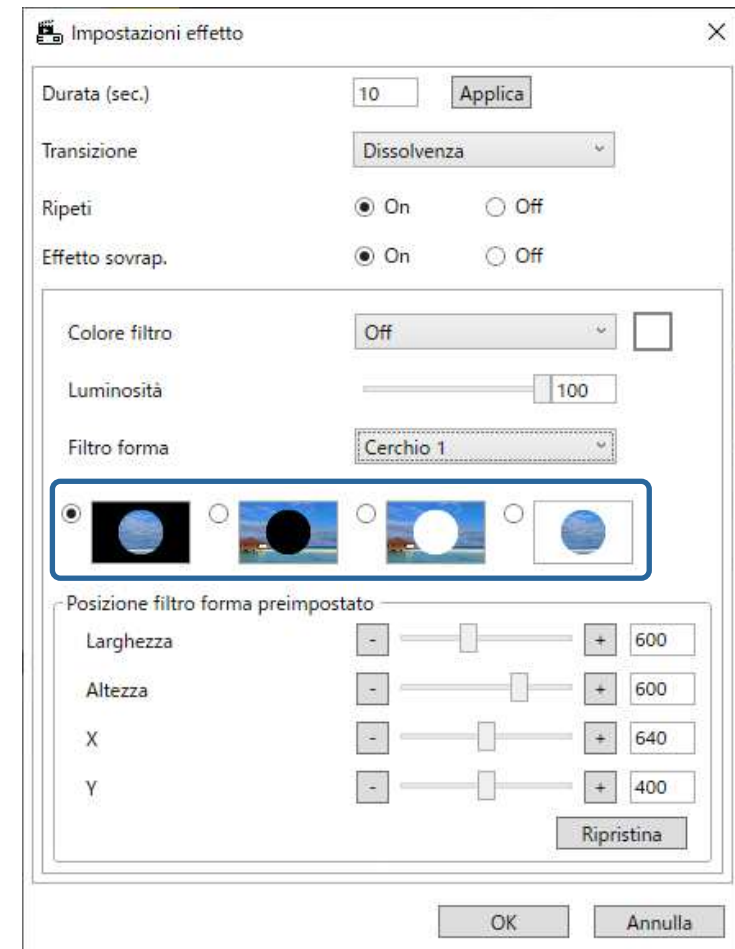 Impostazioni effetto
Durata (sec.) 10 Applica
Transizione Dissolvenza
Ripeti On Off
Effetto sovrap. On Off
Colore filtro Off
Luminosità 100
Filtro forma Cerchio 1
Posizione filtro forma preimpostato
Larghezza - + 600
Altezza - + 600
X - + 640
Y - + 400
Ripristina
OK Annulla